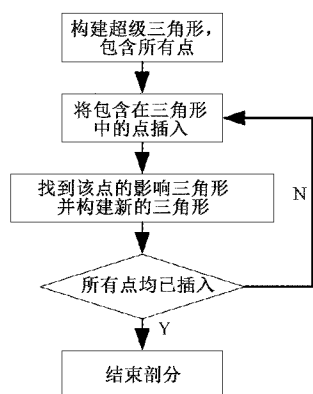 构建超级三角形，
包含所有点
将包含在三角形
中的点插入
找到该点的影响三角形
并构建新的三角形
N
所有点均已插入
Y
结束剖分